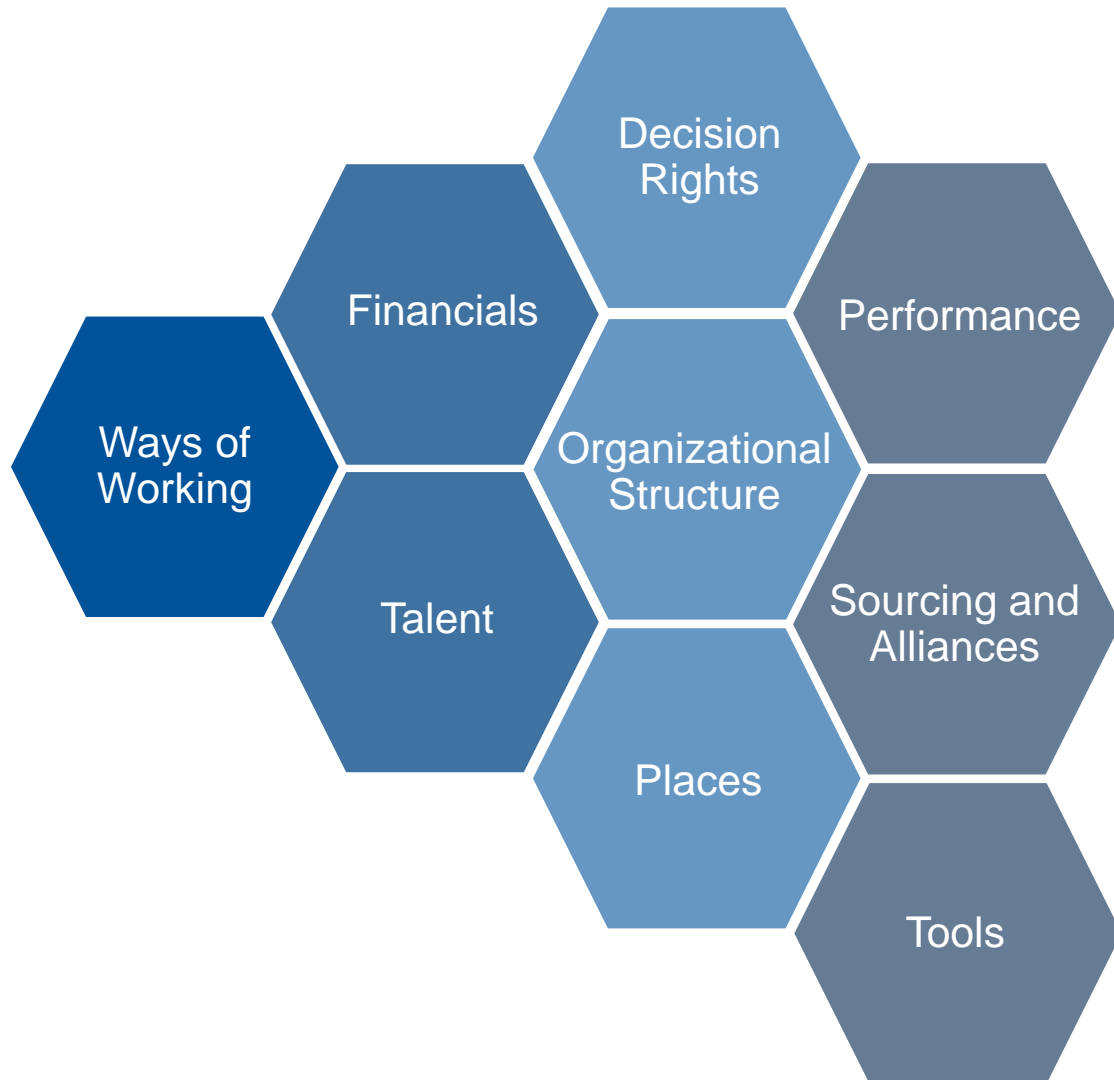 Decision
Rights
Financials
Performance
Ways of
Working
Organizational
Structure
Talent
Sourcing and
Alliances
Places
Tools